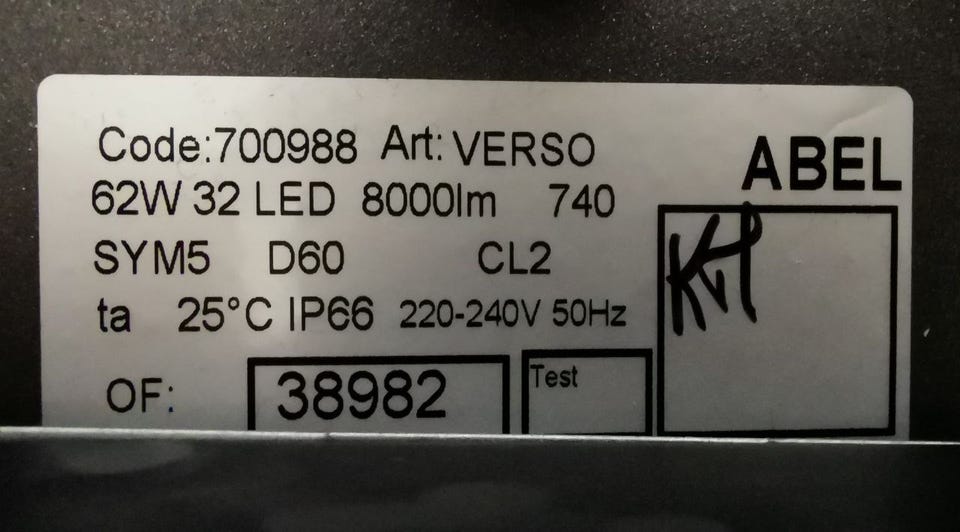 Code:700988 Art: VERSO
ABEL
62W 32 LED 8000lm 740
SYM5 D60 CL2
ta 25°C IP66 220-240V 50Hz
OF: 38982
Test